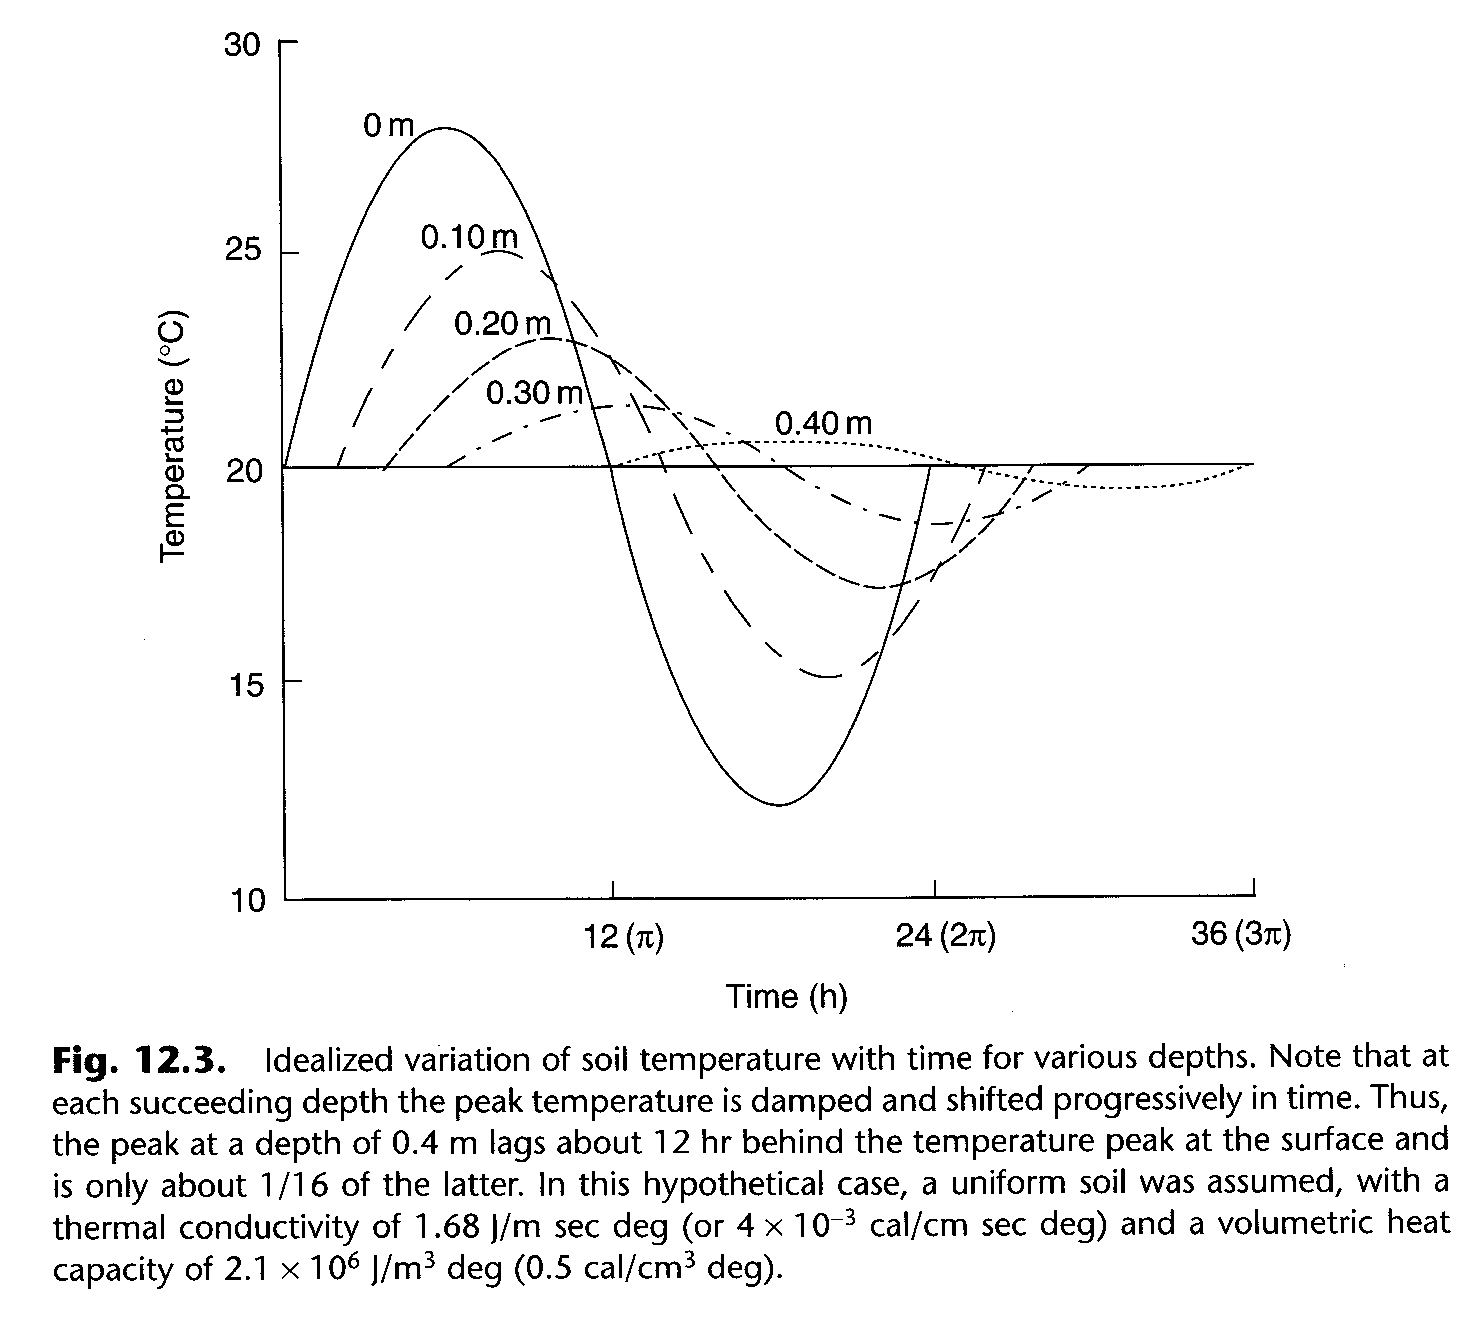 30
0 m
0.10 m
25
0.20 m
0.30 m
0.40 m
Temperature (°C)
20
15
10
12 (π)
24 (2π)
36 (3π)
Time (h)
Fig. 12.3. Idealized variation of soil temperature with time for various depths. Note that at
each succeeding depth the peak temperature is damped and shifted progressively in time. Thus,
the peak at a depth of 0.4 m lags about 12 hr behind the temperature peak at the surface and
is only about 1/16 of the latter. In this hypothetical case, a uniform soil was assumed, with a
thermal conductivity of 1.68 J/m sec deg (or 4 × 10⁻³ cal/cm sec deg) and a volumetric heat
capacity of 2.1 × 10⁶ J/m³ deg (0.5 cal/cm³ deg).